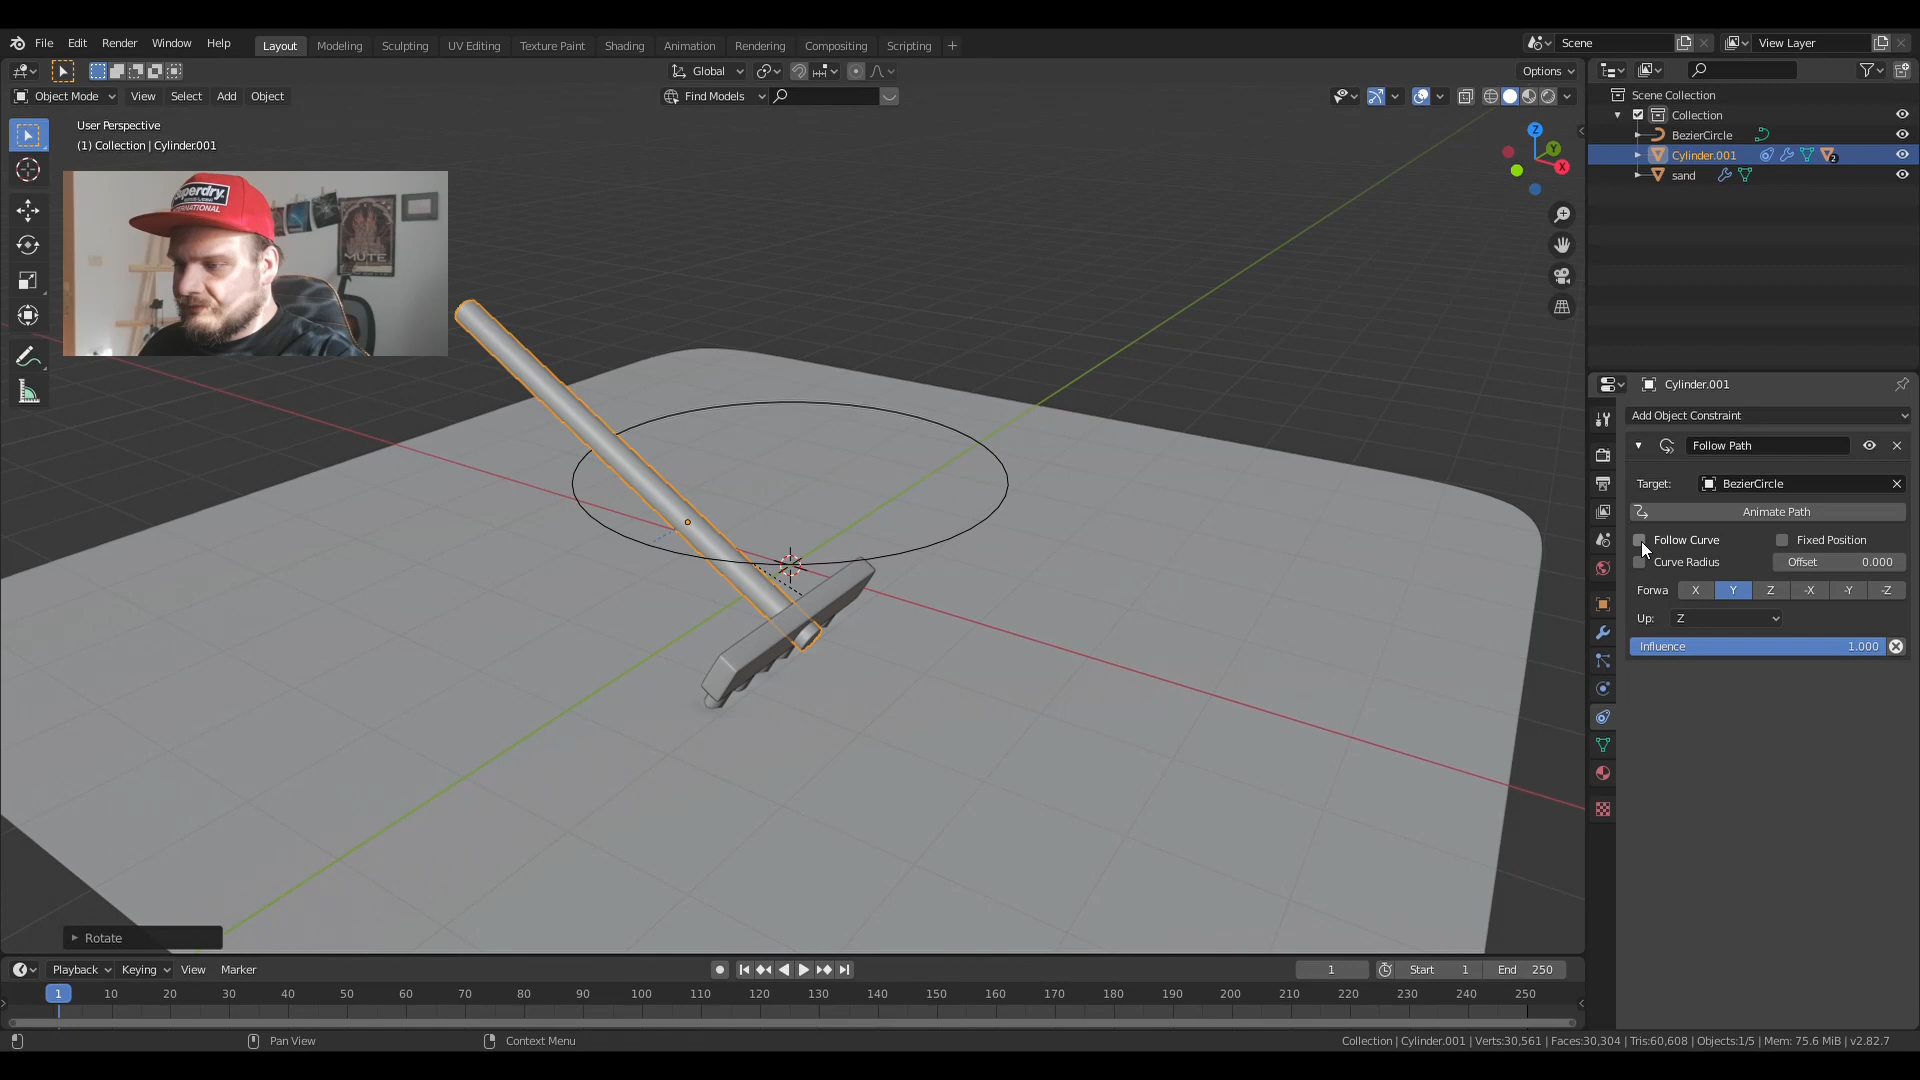 File Edit Render Window Help Layout Modeling Sculpting UV Editing Texture Paint Shading Animation Rendering Compositing Scripting + Scene View Layer
Global Options
Object Mode View Select Add Object Find Models
User Perspective
(1) Collection | Cylinder.001
Superdry.
INTERNATIONAL
MUTE
Z
Y
X
Scene Collection
Collection
BezierCircle
Cylinder.001
2
sand
Cylinder.001
Add Object Constraint
Follow Path
Target: BezierCircle
Animate Path
Follow Curve Fixed Position
Curve Radius Offset 0.000
Forwa X Y Z -X -Y -Z
Up: Z
Influence 1.000
Rotate
Playback Keying View Marker 1 Start 1 End 250
1 10 20 30 40 50 60 70 80 90 100 110 120 130 140 150 160 170 180 190 200 210 220 230 240 250
Pan View Context Menu Collection | Cylinder.001 | Verts:30,561 | Faces:30,304 | Tris:60,608 | Objects:1/5 | Mem: 75.6 MiB | v2.82.7